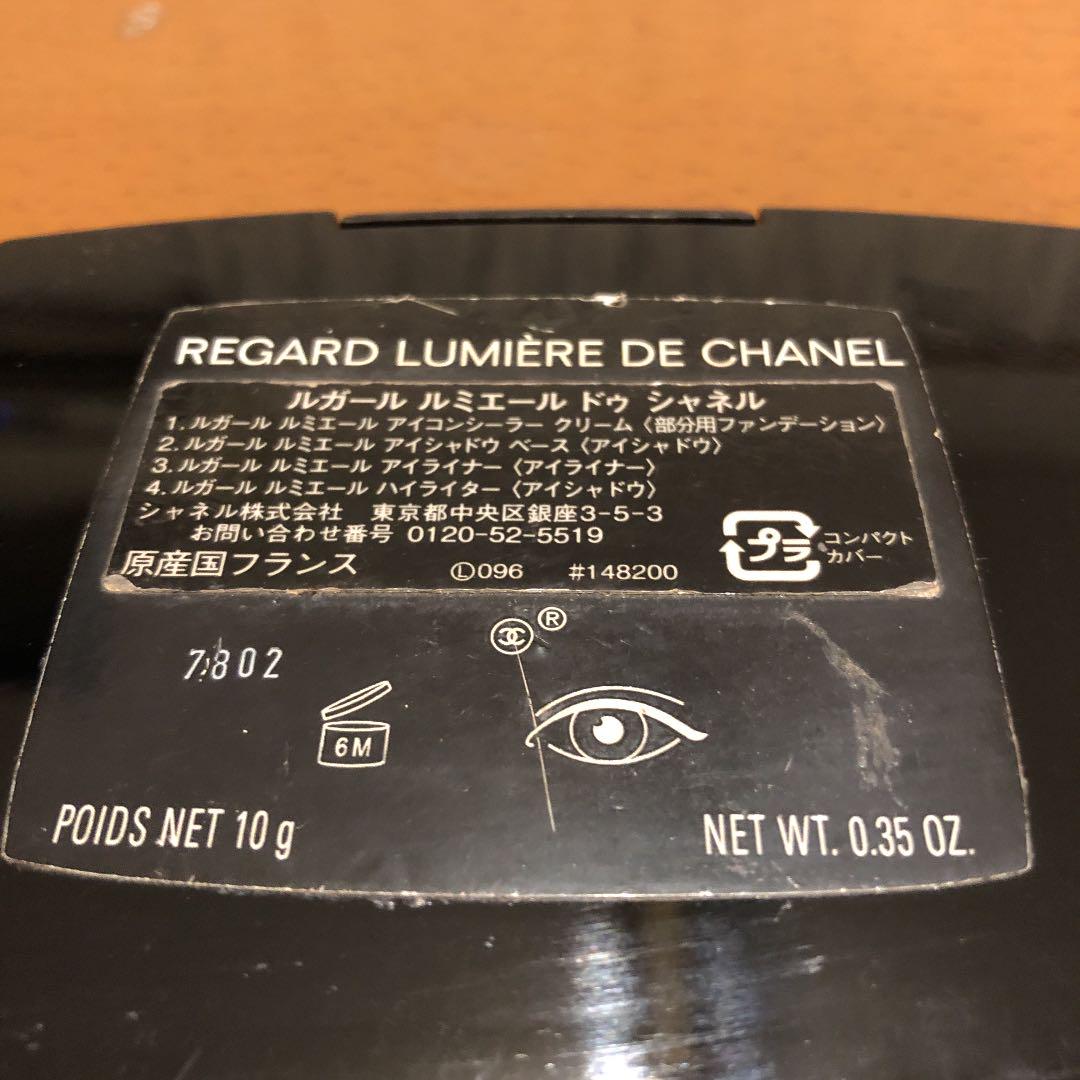 REGARD LUMIÈRE DE CHANEL
ルガール ルミエール ドゥ シャネル
1. ルガール ルミエール アイコンシーラー クリーム〈部分用ファンデーション〉
2. ルガール ルミエール アイシャドウ ベース〈アイシャドウ〉
3. ルガール ルミエール アイライナー〈アイライナー〉
4. ルガール ルミエール ハイライター〈アイシャドウ〉
シャネル株式会社 東京都中央区銀座3-5-3
お問い合わせ番号 0120-52-5519
原産国フランス Ⓛ096 #148200
プラ コンパクト
カバー
®
7802
6M
POIDS NET 10 g
NET WT. 0.35 OZ.